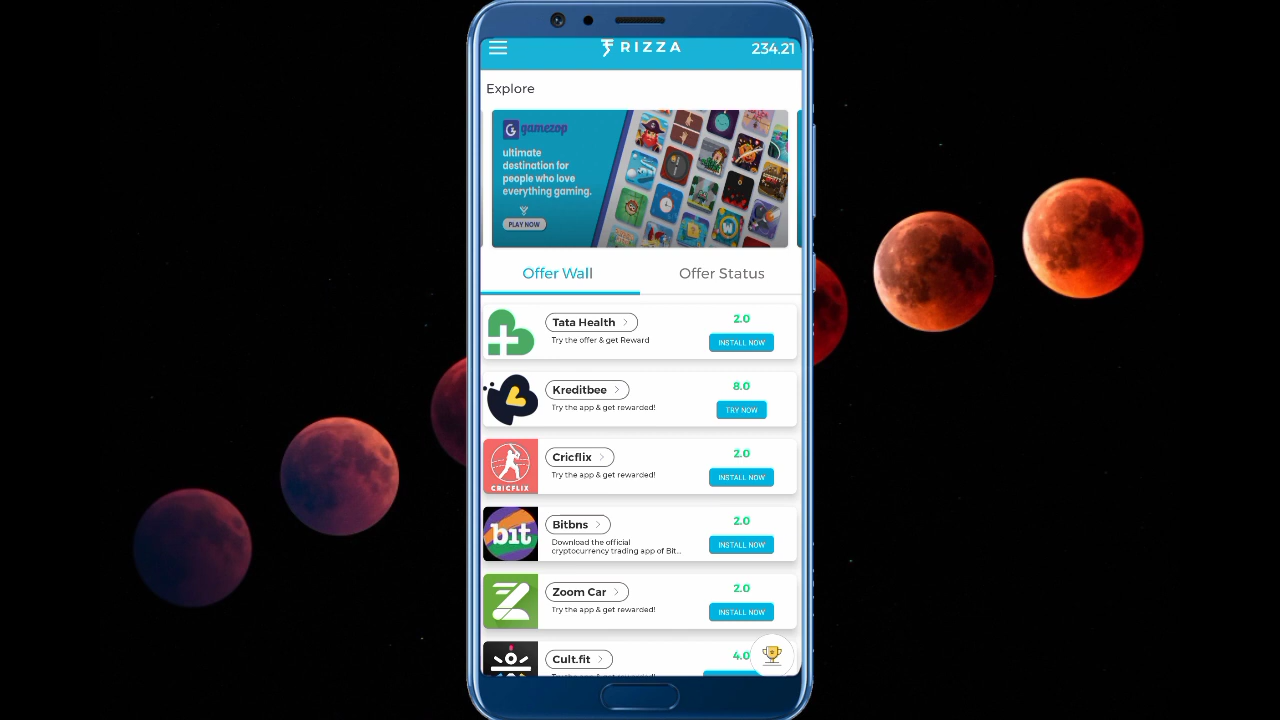 RIZZA
234.21
Explore
gamezop
ultimate
destination for
people who love
everything gaming.
PLAY NOW
Offer Wall
Offer Status
Tata Health
2.0
Try the offer & get Reward
INSTALL NOW
Kreditbee
8.0
Try the app & get rewarded!
TRY NOW
Cricflix
2.0
Try the app & get rewarded!
INSTALL NOW
CRICFLIX
bit
Bitbns
2.0
Download the official
cryptocurrency trading app of Bit...
INSTALL NOW
Zoom Car
2.0
Try the app & get rewarded!
INSTALL NOW
Cult.fit
4.0